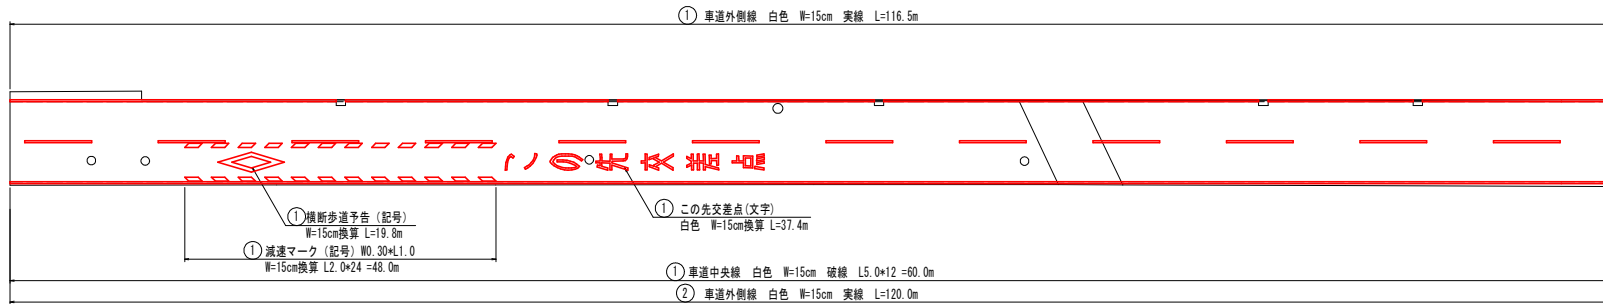 ① 車道外側線 白色 W=15cm 実線 L=116.5m
この先交差点
① 横断歩道予告 (記号)
W=15cm換算 L=19.8m
① この先交差点(文字)
白色 W=15cm換算 L=37.4m
① 減速マーク (記号) W0.30*L1.0
W=15cm換算 L2.0*24 =48.0m
① 車道中央線 白色 W=15cm 破線 L5.0*12 =60.0m
② 車道外側線 白色 W=15cm 実線 L=120.0m